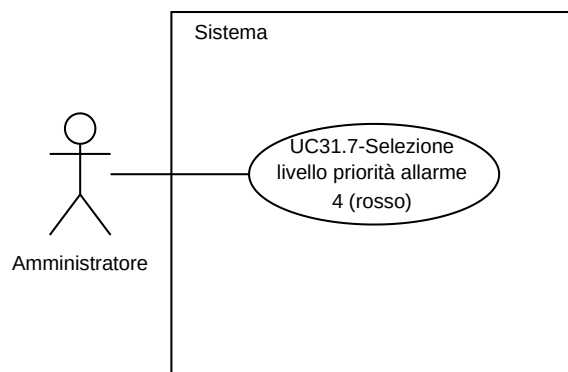 Sistema
UC31.7-Selezione
livello priorità allarme
4 (rosso)
Amministratore